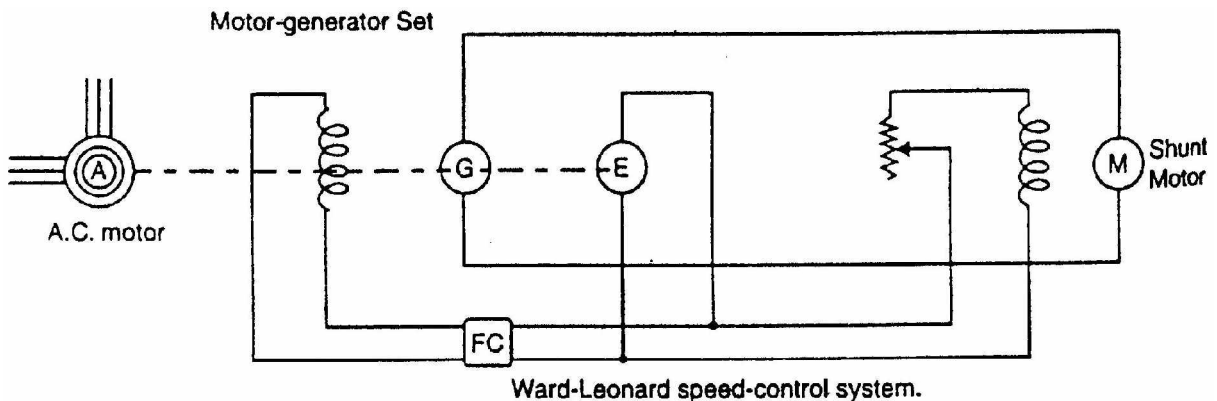 Motor-generator Set
A
G
E
M
Shunt
Motor
A.C. motor
FC
Ward-Leonard speed-control system.